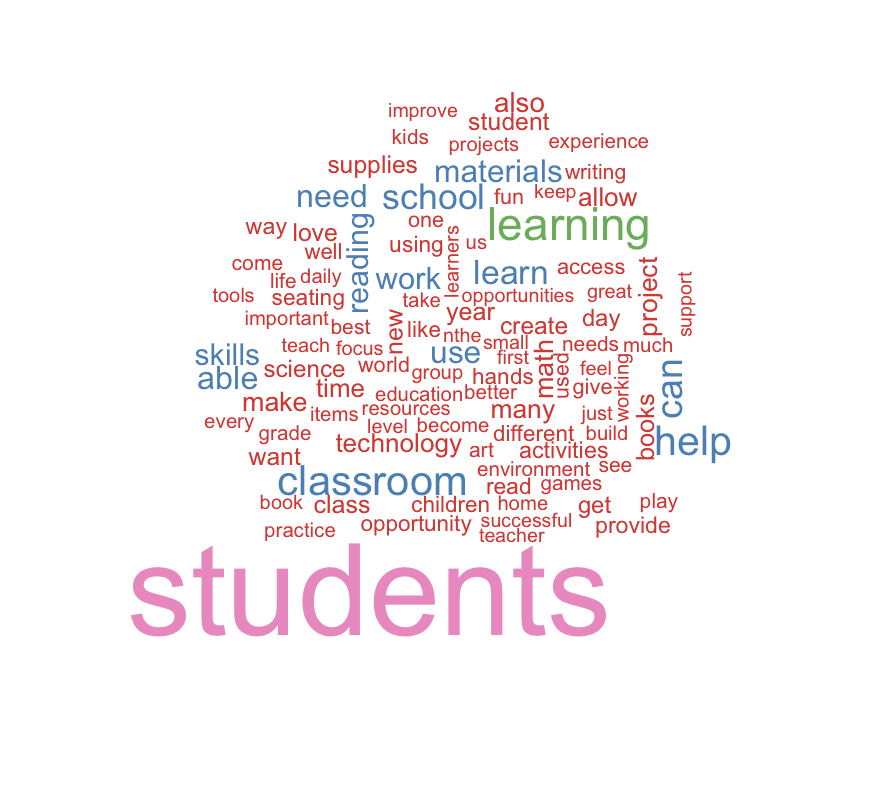 improve also
student
kids projects experience
supplies materials writing
need school fun keep allow
way love one learning
well reading using learners us
come work learn access project
life daily support
tools seating take opportunities great
important best new like year create day
nthe small
teach focus use first math needs much
skills science world group hands used feel can
able time education better give working
make items resources many just books
every level become
grade technology art different build help
want activities
classroom environment see
read games
book class children home get play
practice opportunity successful provide
teacher
students